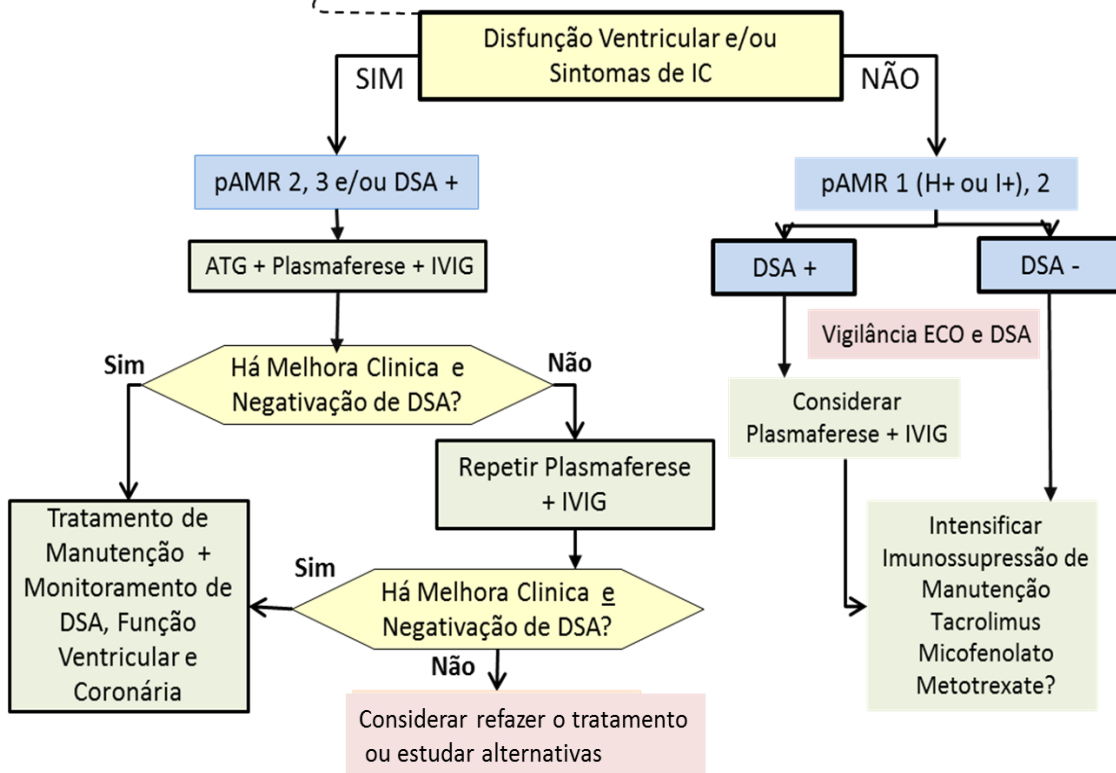 Disfunção Ventricular e/ou
Sintomas de IC
SIM
NÃO
pAMR 2, 3 e/ou DSA +
pAMR 1 (H+ ou I+), 2
ATG + Plasmaferese + IVIG
DSA +
DSA -
Vigilância ECO e DSA
Sim
Há Melhora Clinica e
Negativação de DSA?
Não
Considerar
Plasmaferese + IVIG
Repetir Plasmaferese
+ IVIG
Tratamento de
Manutenção +
Monitoramento de
DSA, Função
Ventricular e
Coronária
Intensificar
Imunossupressão de
Manutenção
Tacrolimus
Micofenolato
Metotrexate?
Sim
Há Melhora Clinica e
Negativação de DSA?
Não
Considerar refazer o tratamento
ou estudar alternativas